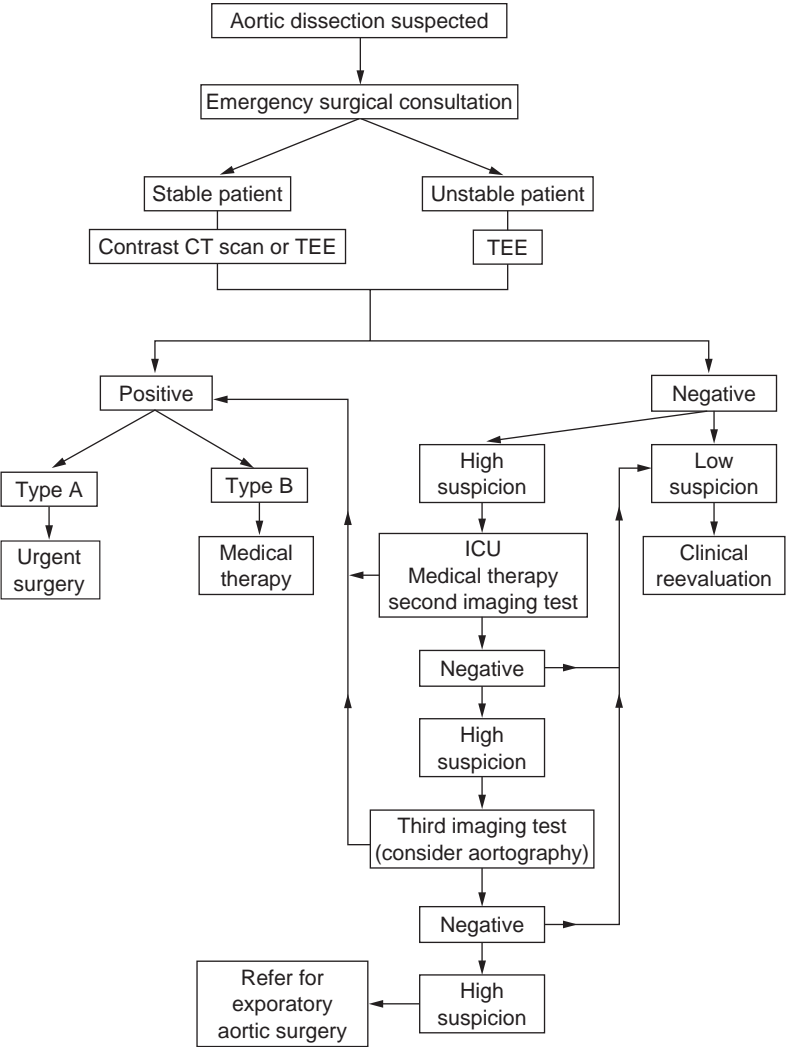 Aortic dissection suspected
Emergency surgical consultation
Stable patient
Unstable patient
Contrast CT scan or TEE
TEE
Positive
Negative
Type A
Type B
High
suspicion
Low
suspicion
Urgent
surgery
Medical
therapy
ICU
Medical therapy
second imaging test
Clinical
reevaluation
Negative
High
suspicion
Third imaging test
(consider aortography)
Negative
Refer for
exporatory
aortic surgery
High
suspicion